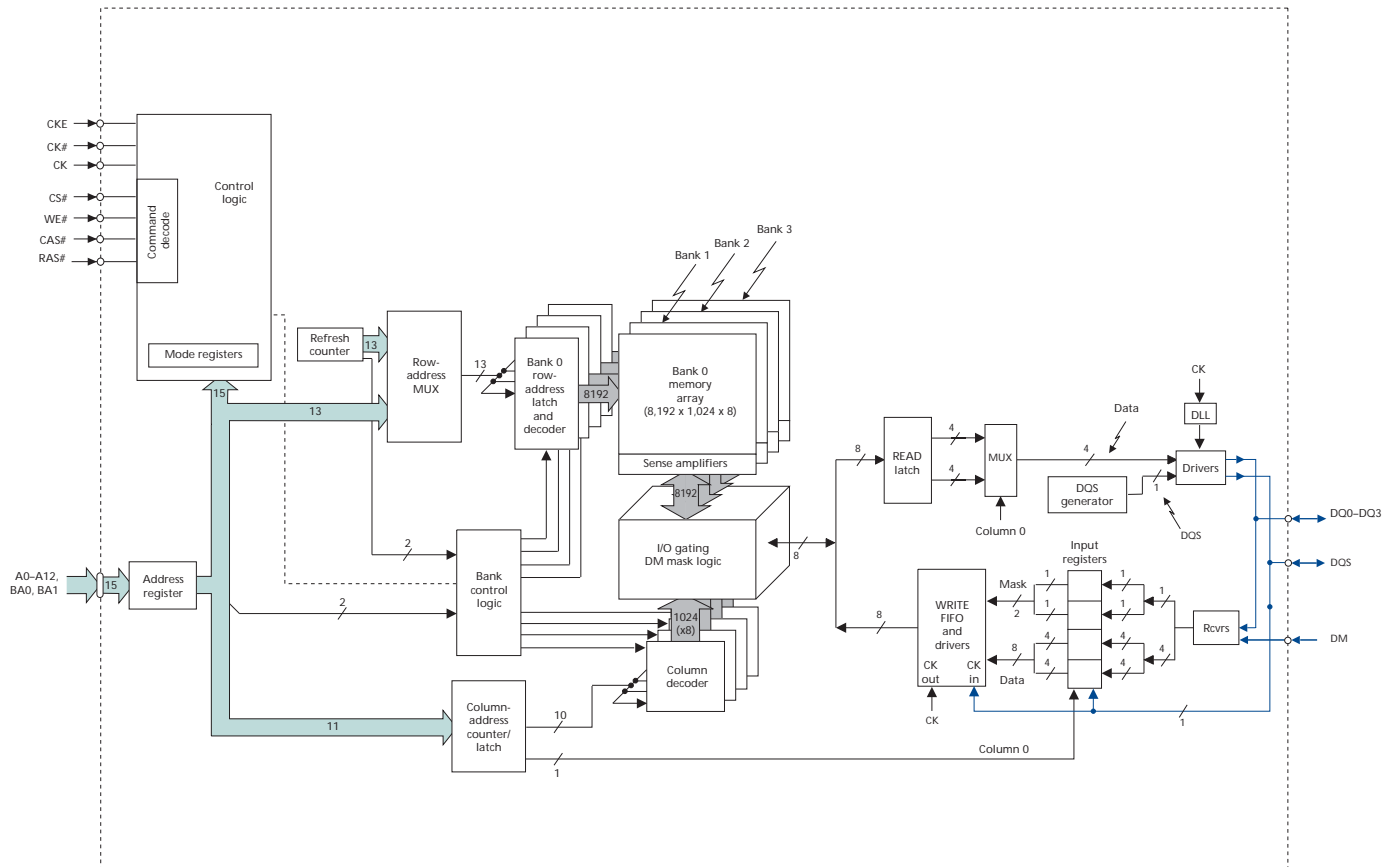 CKE
CK#
CK
CS#
WE#
CAS#
RAS#
Control
logic
Command
decode
Mode registers
15
Refresh
counter
13
13
Row-
address
MUX
13
Bank 0
row-
address
latch
and
decoder
8192
Bank 1
Bank 2
Bank 3
Bank 0
memory
array
(8,192 x 1,024 x 8)
Sense amplifiers
8192
I/O gating
DM mask logic
8
1024
(x8)
Column
decoder
A0–A12,
BA0, BA1
15
Address
register
2
2
Bank
control
logic
11
Column-
address
counter/
latch
10
1
Column 0
8
READ
latch
4
4
MUX
Column 0
4
Data
DQS
generator
1
DQS
CK
DLL
Drivers
DQ0–DQ3
DQS
DM
8
WRITE
FIFO
and
drivers
CK
out
CK
in
CK
Mask
2
8
Data
1
1
4
4
Input
registers
1
1
4
4
1
4
Rcvrs
1